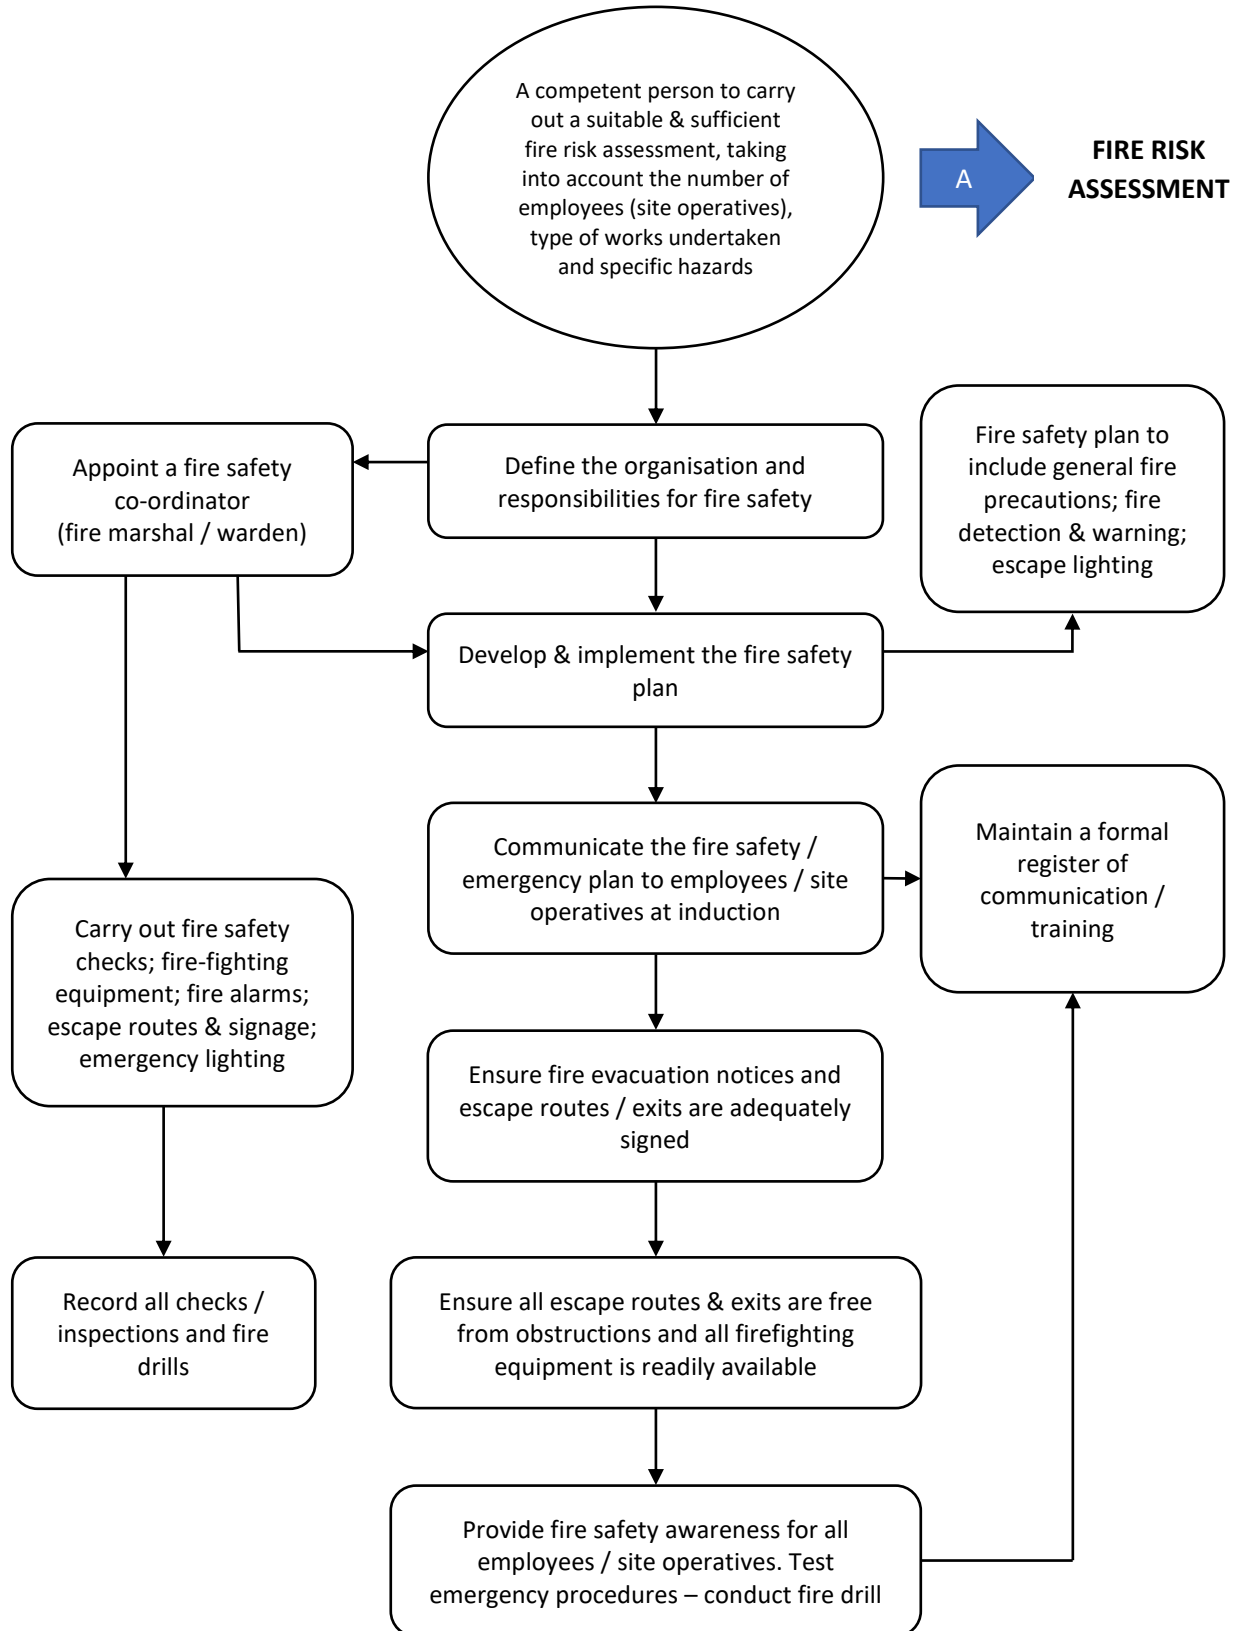 A competent person to carry
out a suitable & sufficient
fire risk assessment, taking
into account the number of
employees (site operatives),
type of works undertaken
and specific hazards
A
FIRE RISK
ASSESSMENT
Appoint a fire safety
co-ordinator
(fire marshal / warden)
Define the organisation and
responsibilities for fire safety
Fire safety plan to
include general fire
precautions; fire
detection & warning;
escape lighting
Develop & implement the fire safety
plan
Communicate the fire safety /
emergency plan to employees / site
operatives at induction
Maintain a formal
register of
communication /
training
Carry out fire safety
checks; fire-fighting
equipment; fire alarms;
escape routes & signage;
emergency lighting
Ensure fire evacuation notices and
escape routes / exits are adequately
signed
Record all checks /
inspections and fire
drills
Ensure all escape routes & exits are free
from obstructions and all firefighting
equipment is readily available
Provide fire safety awareness for all
employees / site operatives. Test
emergency procedures – conduct fire drill